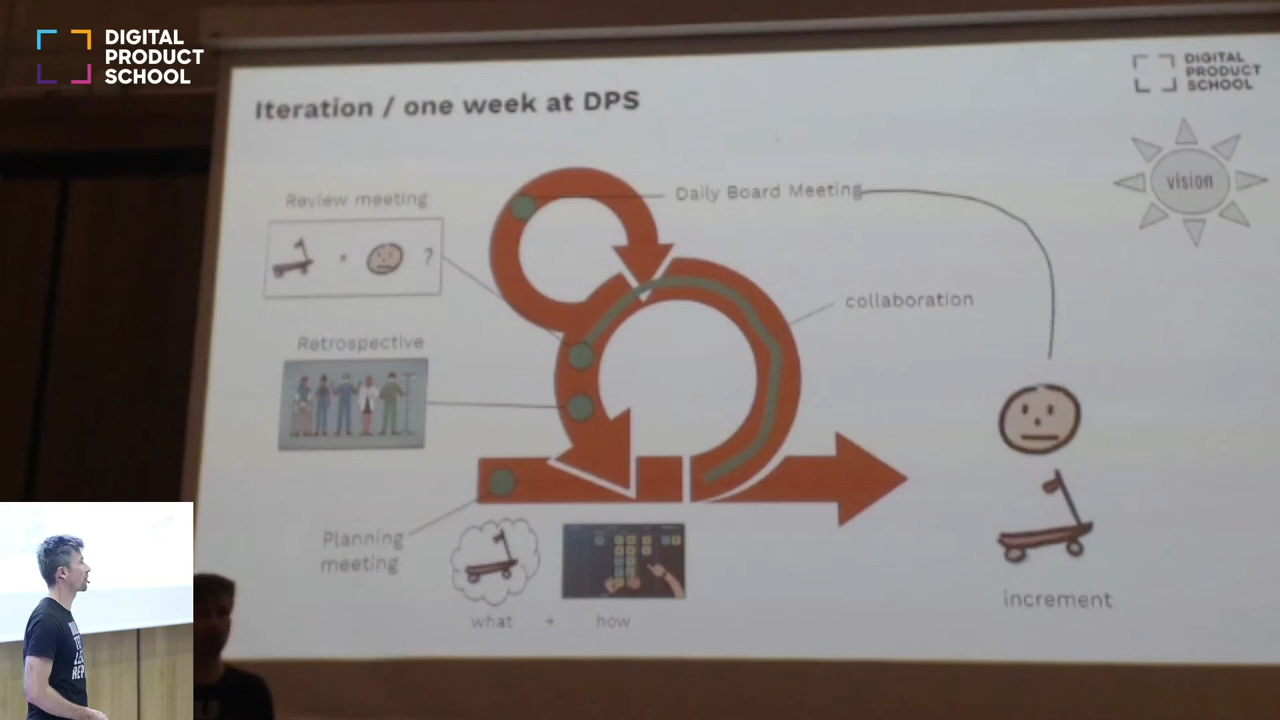 DIGITAL
PRODUCT
SCHOOL
DIGITAL
PRODUCT
SCHOOL
Iteration / one week at DPS
vision
Review meeting
Daily Board Meeting
?
collaboration
Retrospective
Planning
meeting
what + how
increment